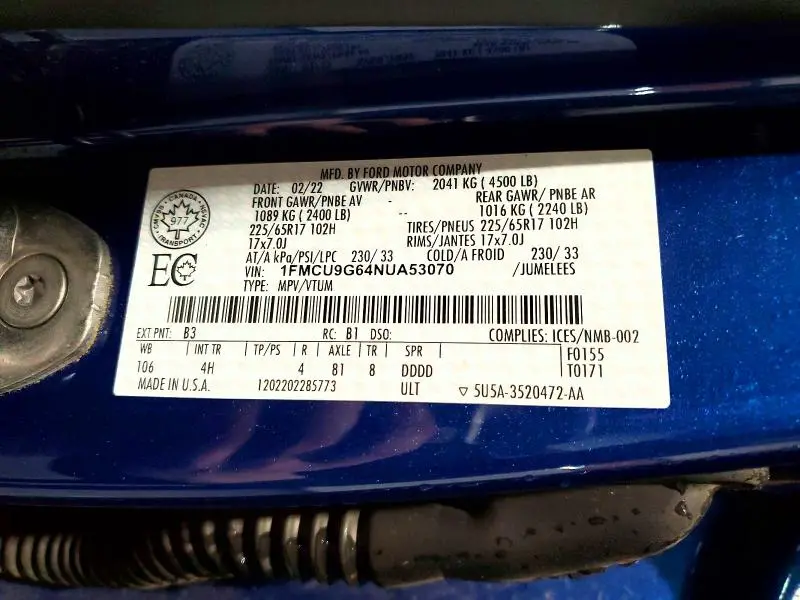 MFD. BY FORD MOTOR COMPANY
DATE: 02/22 GVWR/PNBV: 2041 KG ( 4500 LB)
FRONT GAWR/PNBE AV - REAR GAWR/ PNBE AR
1089 KG ( 2400 LB) -- 1016 KG ( 2240 LB)
225/65R17 102H TIRES/PNEUS 225/65R17 102H
17x7.0J RIMS/JANTES 17x7.0J
AT/A kPa/PSI/LPC 230/ 33 COLD/A FROID 230/ 33
VIN: 1FMCU9G64NUA53070 /JUMELEES
TYPE: MPV/VTUM
CANADA
977
TRANSPORT
EC
EXT PNT: B3 RC: B1 DSO: COMPLIES: ICES/NMB-002
WB INT TR TP/PS R AXLE TR SPR F0155
106 4H 4 81 8 DDDD T0171
MADE IN U.S.A. 1202202285773 ULT ▽ 5U5A-3520472-AA